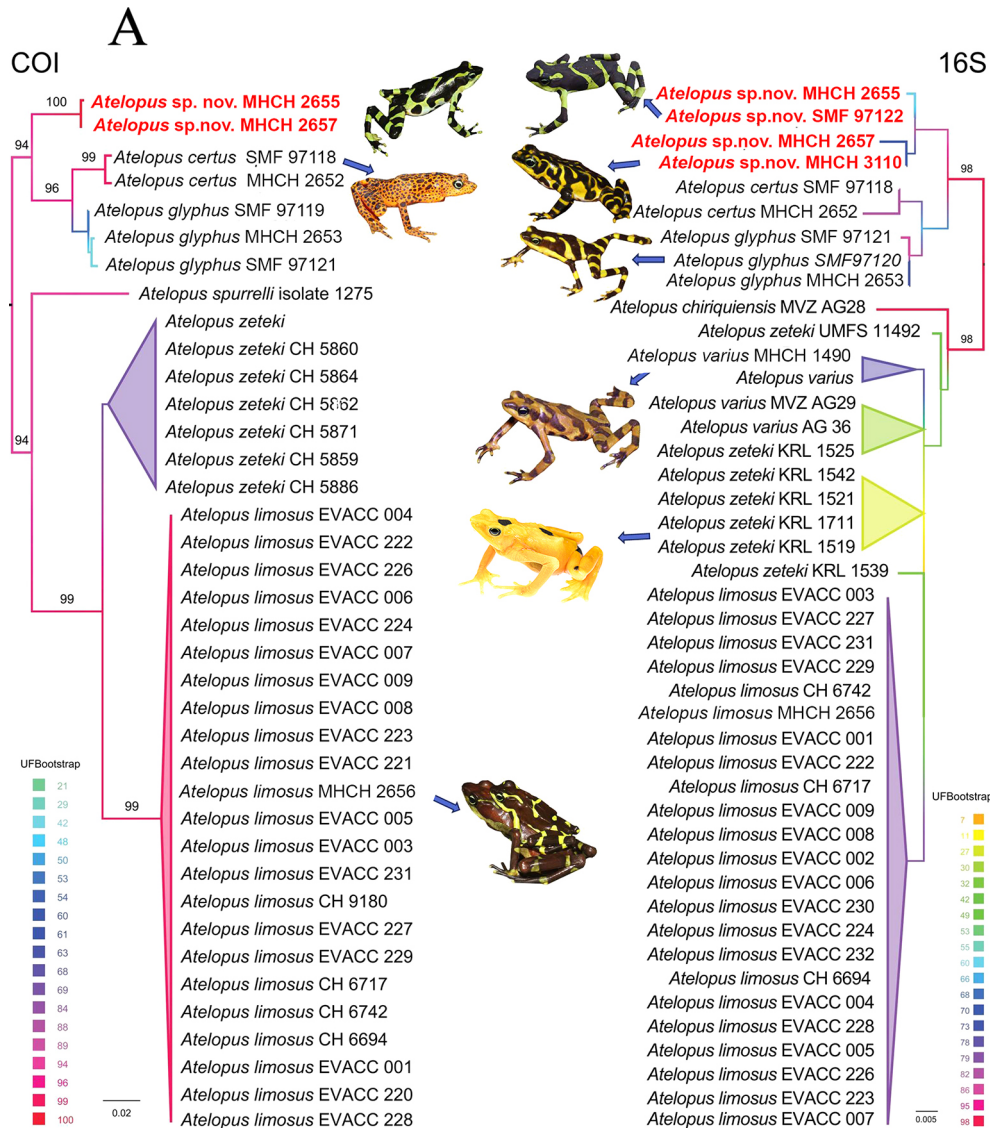 A
COI
100
Atelopus sp. nov. MHCH 2655
Atelopus sp.nov. MHCH 2657
94
99
Atelopus certus SMF 97118
Atelopus certus MHCH 2652
96
Atelopus glyphus SMF 97119
Atelopus glyphus MHCH 2653
Atelopus glyphus SMF 97121
Atelopus spurrelli isolate 1275
Atelopus zeteki
Atelopus zeteki CH 5860
Atelopus zeteki CH 5864
Atelopus zeteki CH 5862
Atelopus zeteki CH 5871
Atelopus zeteki CH 5859
Atelopus zeteki CH 5886
94
99
Atelopus limosus EVACC 004
Atelopus limosus EVACC 222
Atelopus limosus EVACC 226
Atelopus limosus EVACC 006
Atelopus limosus EVACC 224
Atelopus limosus EVACC 007
Atelopus limosus EVACC 009
Atelopus limosus EVACC 008
Atelopus limosus EVACC 223
Atelopus limosus EVACC 221
Atelopus limosus MHCH 2656
99
Atelopus limosus EVACC 005
Atelopus limosus EVACC 003
Atelopus limosus EVACC 231
Atelopus limosus CH 9180
Atelopus limosus EVACC 227
Atelopus limosus EVACC 229
Atelopus limosus CH 6717
Atelopus limosus CH 6742
Atelopus limosus CH 6694
Atelopus limosus EVACC 001
Atelopus limosus EVACC 220
Atelopus limosus EVACC 228
UFBootstrap
21
29
42
48
50
53
54
60
61
63
68
69
84
88
89
94
96
99
100
0.02
16S
Atelopus sp.nov. MHCH 2655
Atelopus sp.nov. SMF 97122
Atelopus sp.nov. MHCH 2657
Atelopus sp.nov. MHCH 3110
98
Atelopus certus SMF 97118
Atelopus certus MHCH 2652
Atelopus glyphus SMF 97121
Atelopus glyphus SMF97120
Atelopus glyphus MHCH 2653
Atelopus chiriquiensis MVZ AG28
Atelopus zeteki UMFS 11492
98
Atelopus varius MHCH 1490
Atelopus varius
Atelopus varius MVZ AG29
Atelopus varius AG 36
Atelopus zeteki KRL 1525
Atelopus zeteki KRL 1542
Atelopus zeteki KRL 1521
Atelopus zeteki KRL 1711
Atelopus zeteki KRL 1519
Atelopus zeteki KRL 1539
Atelopus limosus EVACC 003
Atelopus limosus EVACC 227
Atelopus limosus EVACC 231
Atelopus limosus EVACC 229
Atelopus limosus CH 6742
Atelopus limosus MHCH 2656
Atelopus limosus EVACC 001
Atelopus limosus EVACC 222
Atelopus limosus CH 6717
Atelopus limosus EVACC 009
Atelopus limosus EVACC 008
Atelopus limosus EVACC 002
Atelopus limosus EVACC 006
Atelopus limosus EVACC 230
Atelopus limosus EVACC 224
Atelopus limosus EVACC 232
Atelopus limosus CH 6694
Atelopus limosus EVACC 004
Atelopus limosus EVACC 228
Atelopus limosus EVACC 005
Atelopus limosus EVACC 226
Atelopus limosus EVACC 223
Atelopus limosus EVACC 007
UFBootstrap
7
11
27
30
32
42
49
53
55
60
66
68
70
73
78
79
82
86
95
98
0.005